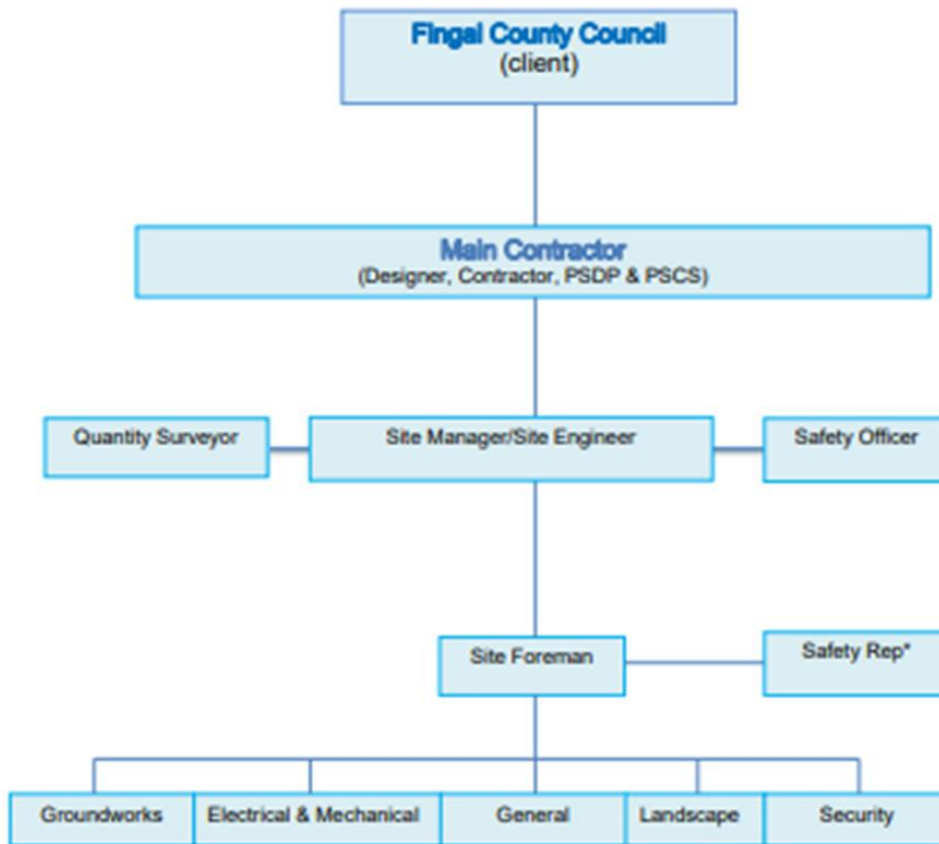 Fingal County Council
(client)
Main Contractor
(Designer, Contractor, PSDP & PSCS)
Quantity Surveyor
Site Manager/Site Engineer
Safety Officer
Site Foreman
Safety Rep*
Groundworks
Electrical & Mechanical
General
Landscape
Security